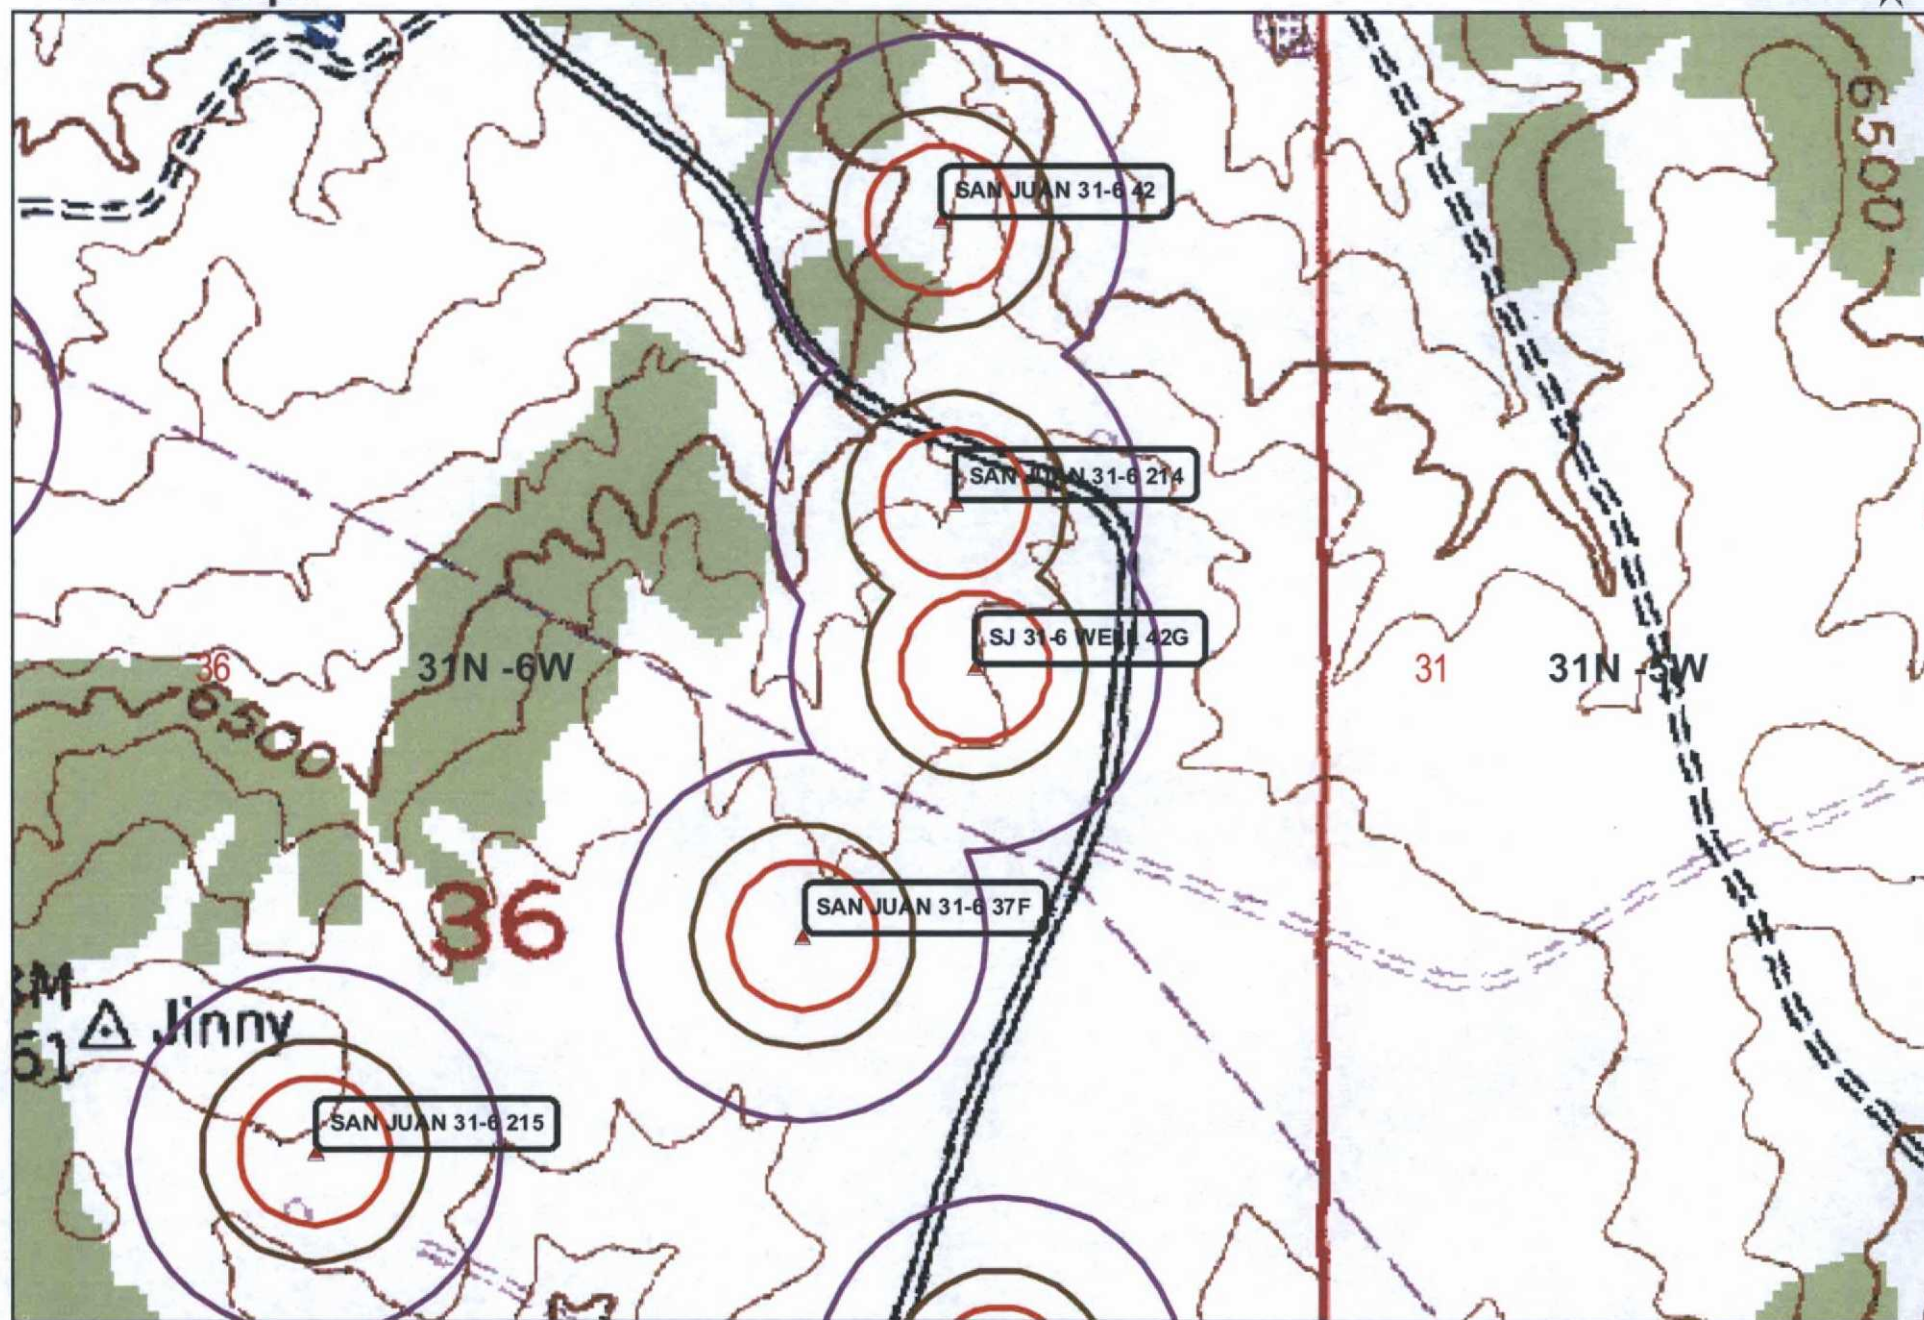 6500
SAN JUAN 31-6 42
SAN JUAN 31-6 214
SJ 31-6 WELL 42G
36
31N -6W
31
31N -5W
6500
SAN JUAN 31-6 37F
36
Jinny
61
SAN JUAN 31-6 215